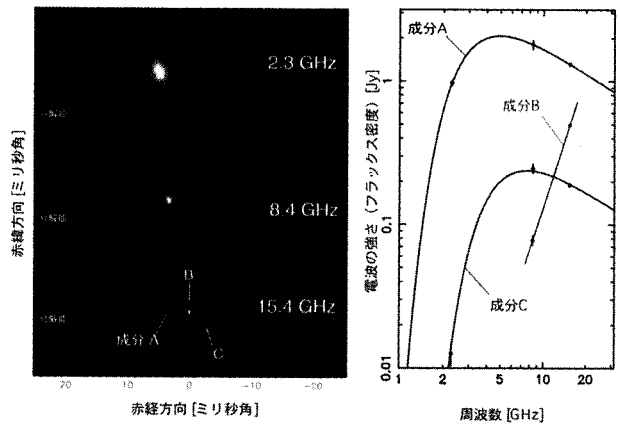 2.3 GHz
8.4 GHz
15.4 GHz
B
成分 A
C
赤緯方向 [ミリ秒角]
20
10
0
−10
−20
赤経方向 [ミリ秒角]
成分A
成分B
成分C
電波の強さ（フラックス密度）[Jy]
1
0.1
0.01
1
2
5
10
20
周波数 [GHz]